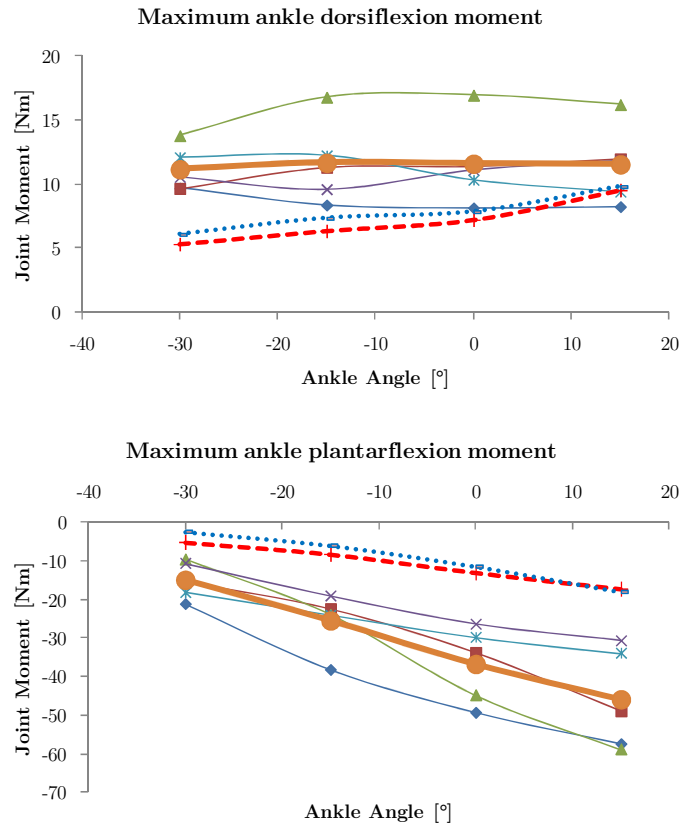 Maximum ankle dorsiflexion moment
20
15
10
5
0
Joint Moment [Nm]
-40 -30 -20 -10 0 10 20
Ankle Angle [°]
Maximum ankle plantarflexion moment
-40 -30 -20 -10 0 10 20
0
-10
-20
-30
-40
-50
-60
-70
Joint Moment [Nm]
Ankle Angle [°]